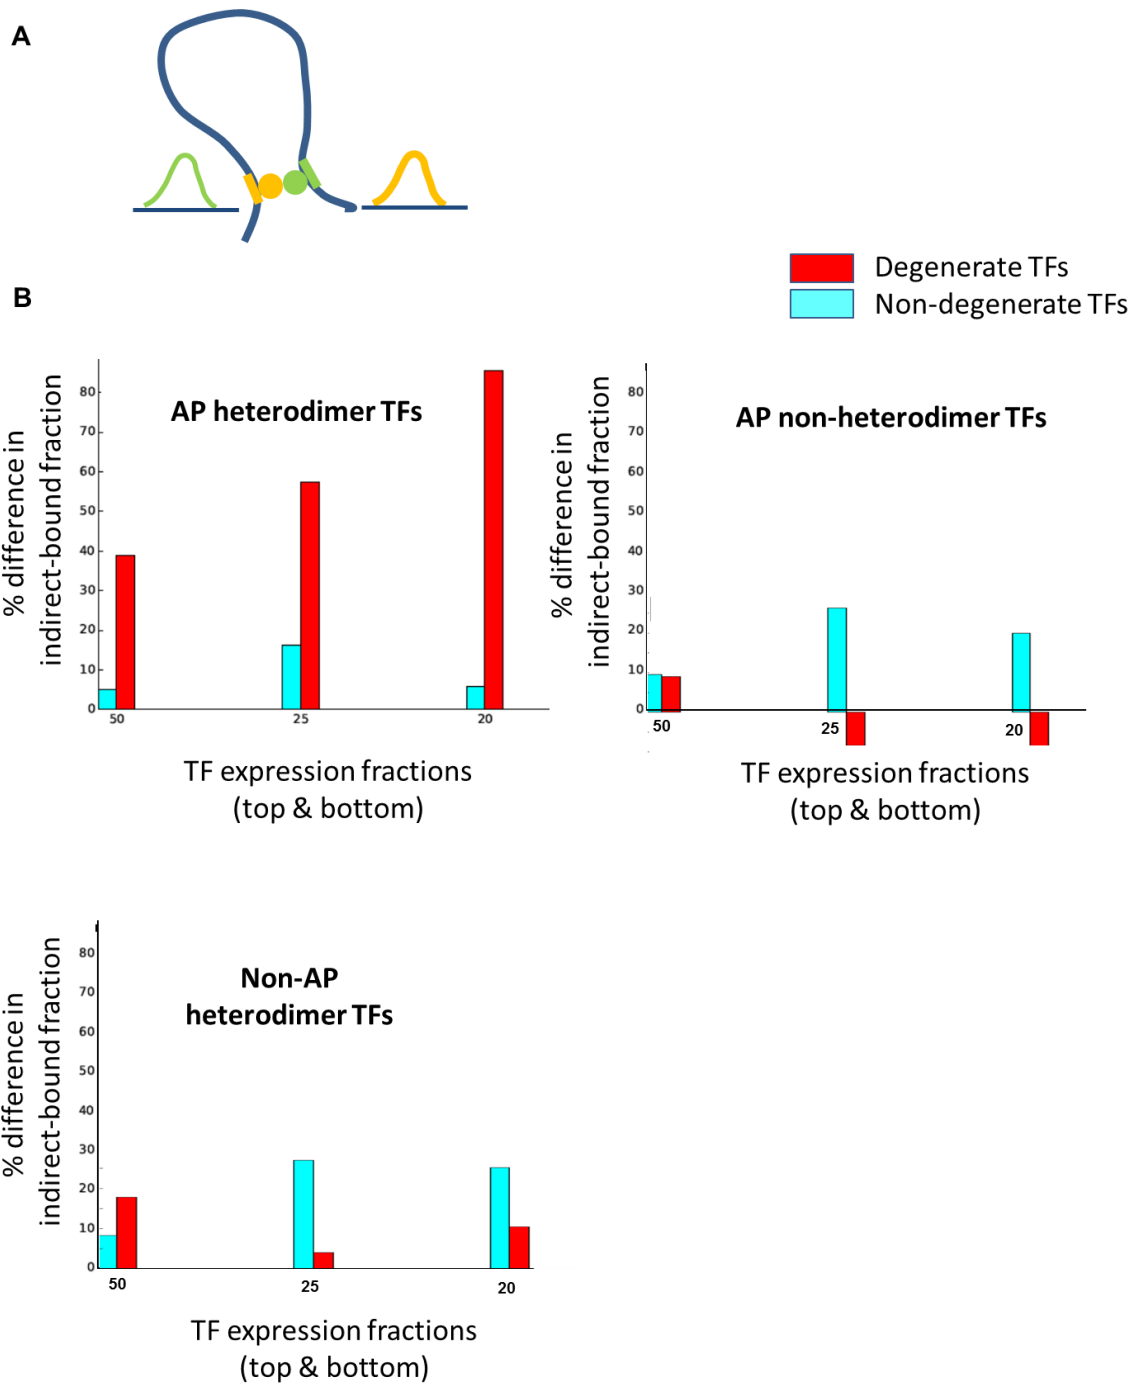 A
B
Degenerate TFs
Non-degenerate TFs
% difference in
indirect-bound fraction
AP heterodimer TFs
80
70
60
50
40
30
20
10
0
50
25
20
TF expression fractions
(top & bottom)
% difference in
indirect-bound fraction
AP non-heterodimer TFs
80
70
60
50
40
30
20
10
0
50
25
20
TF expression fractions
(top & bottom)
% difference in
indirect-bound fraction
Non-AP
heterodimer TFs
80
70
60
50
40
30
20
10
0
50
25
20
TF expression fractions
(top & bottom)